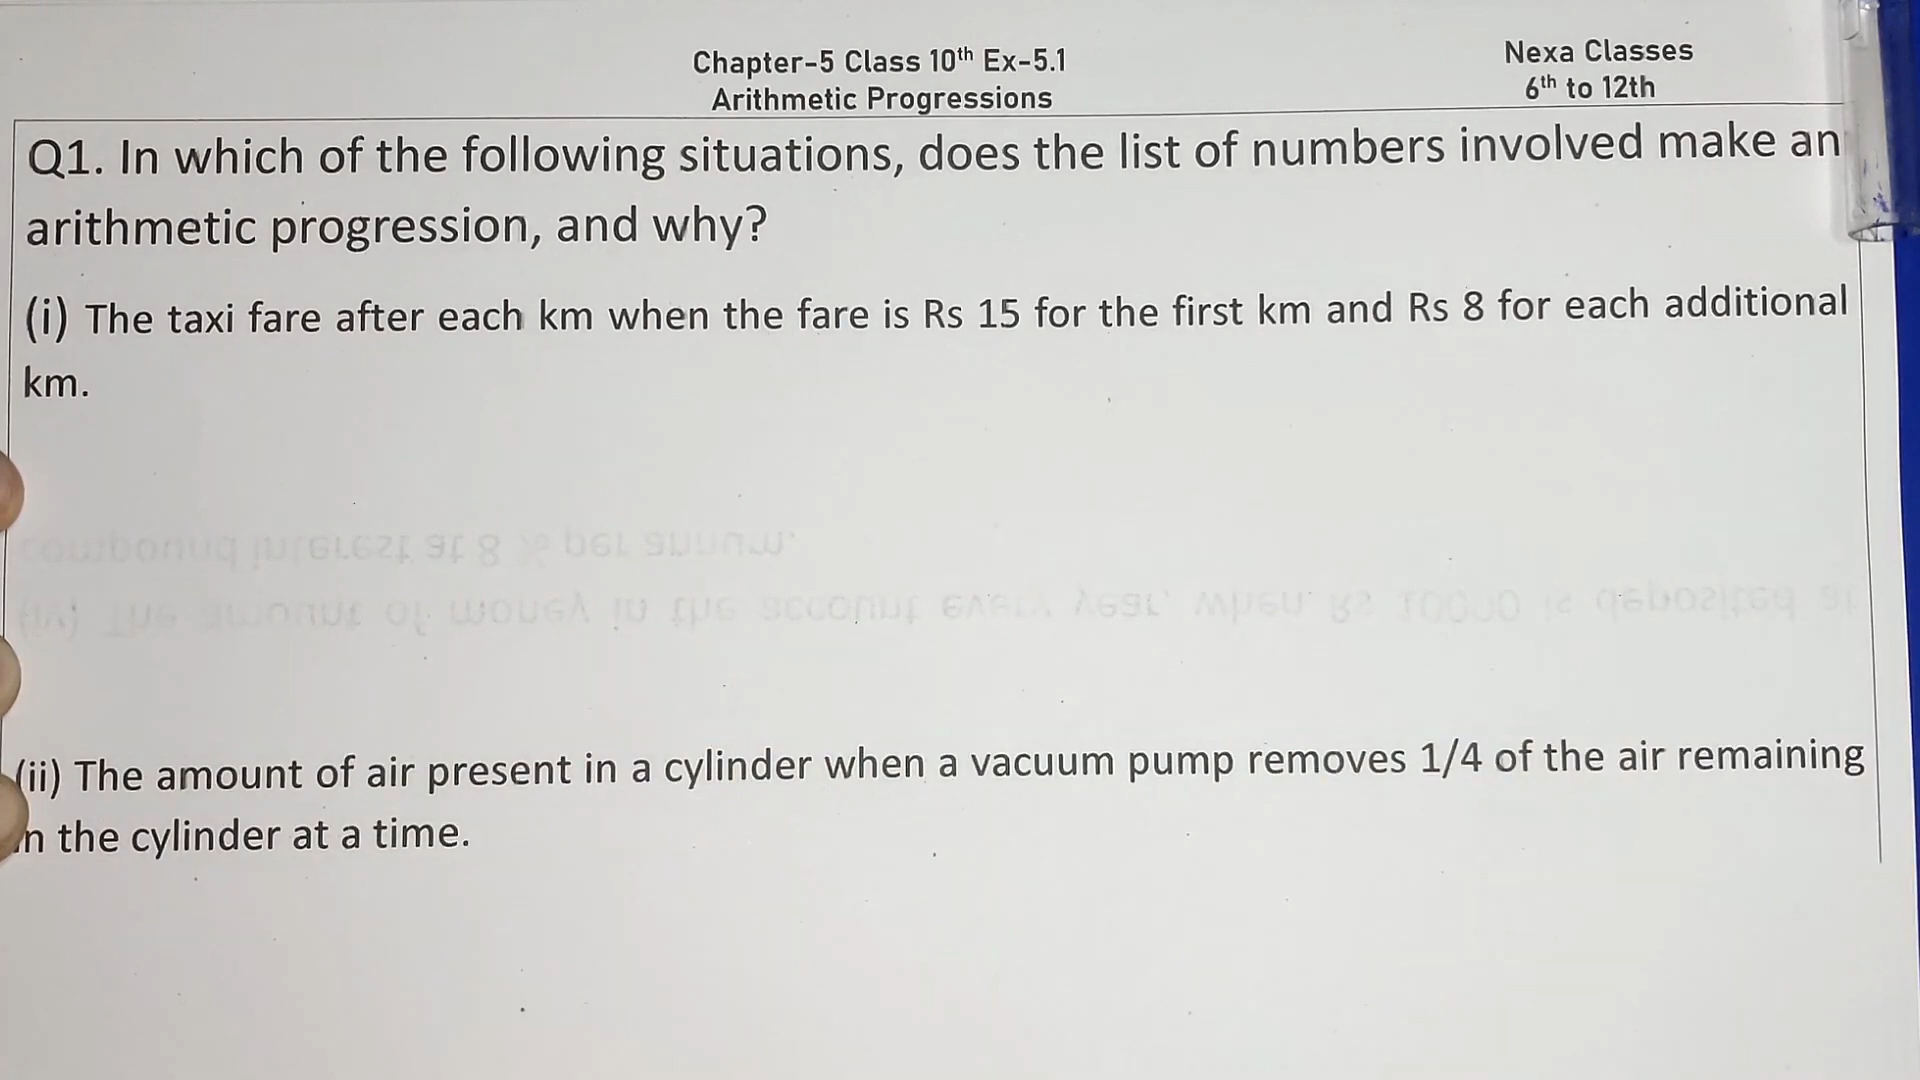 Chapter-5 Class 10th Ex-5.1
Arithmetic Progressions
Nexa Classes
6th to 12th
Q1. In which of the following situations, does the list of numbers involved make an
arithmetic progression, and why?
(i) The taxi fare after each km when the fare is Rs 15 for the first km and Rs 8 for each additional
km.
(ii) The amount of air present in a cylinder when a vacuum pump removes 1/4 of the air remaining
n the cylinder at a time.